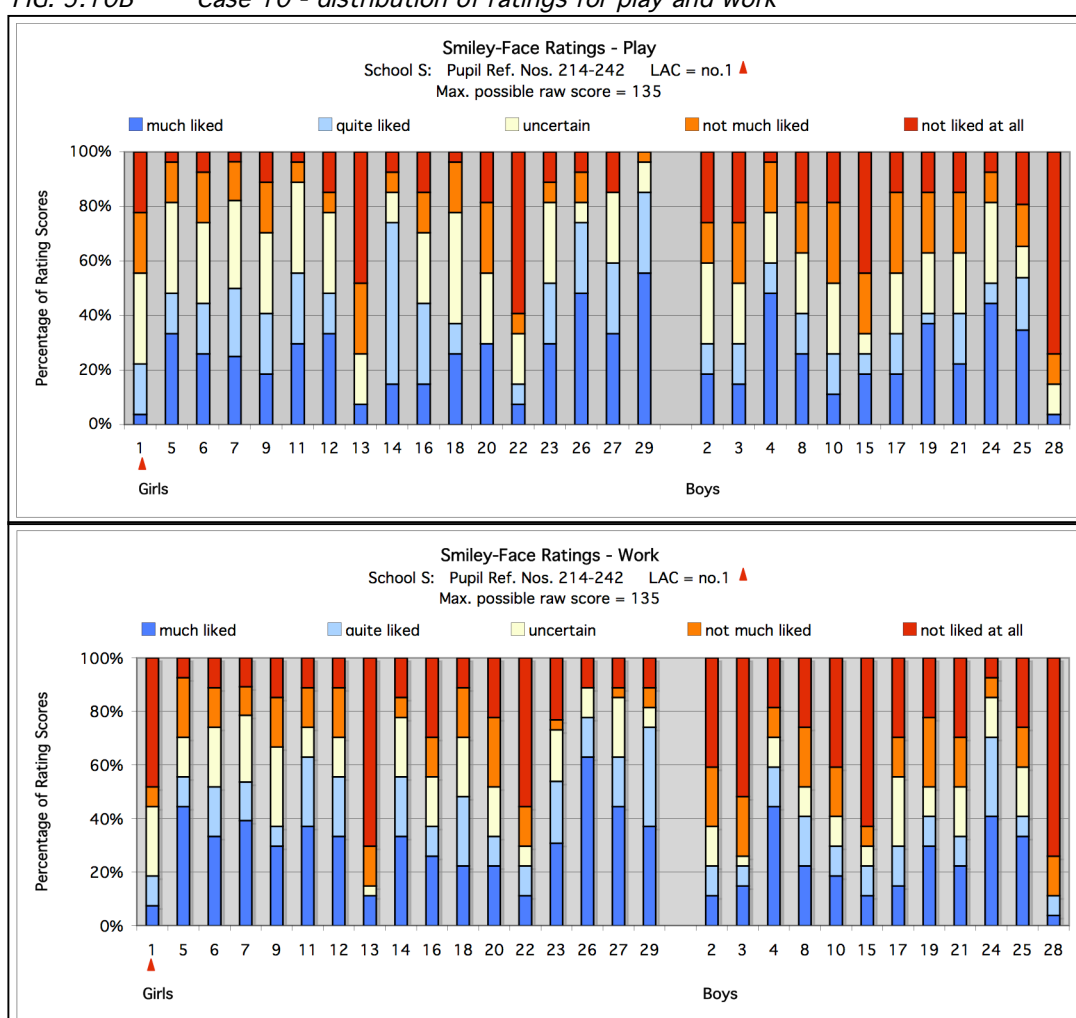 FIG. 5.10B Case 10 - distribution of ratings for play and work
Smiley-Face Ratings - Play
School S: Pupil Ref. Nos. 214-242 LAC = no.1
Max. possible raw score = 135
much liked quite liked uncertain not much liked not liked at all
Percentage of Rating Scores
100%
80%
60%
40%
20%
0%
1 5 6 7 9 11 12 13 14 16 18 20 22 23 26 27 29 2 3 4 8 10 15 17 19 21 24 25 28
Girls Boys
Smiley-Face Ratings - Work
School S: Pupil Ref. Nos. 214-242 LAC = no.1
Max. possible raw score = 135
much liked quite liked uncertain not much liked not liked at all
Percentage of Rating Scores
100%
80%
60%
40%
20%
0%
1 5 6 7 9 11 12 13 14 16 18 20 22 23 26 27 29 2 3 4 8 10 15 17 19 21 24 25 28
Girls Boys